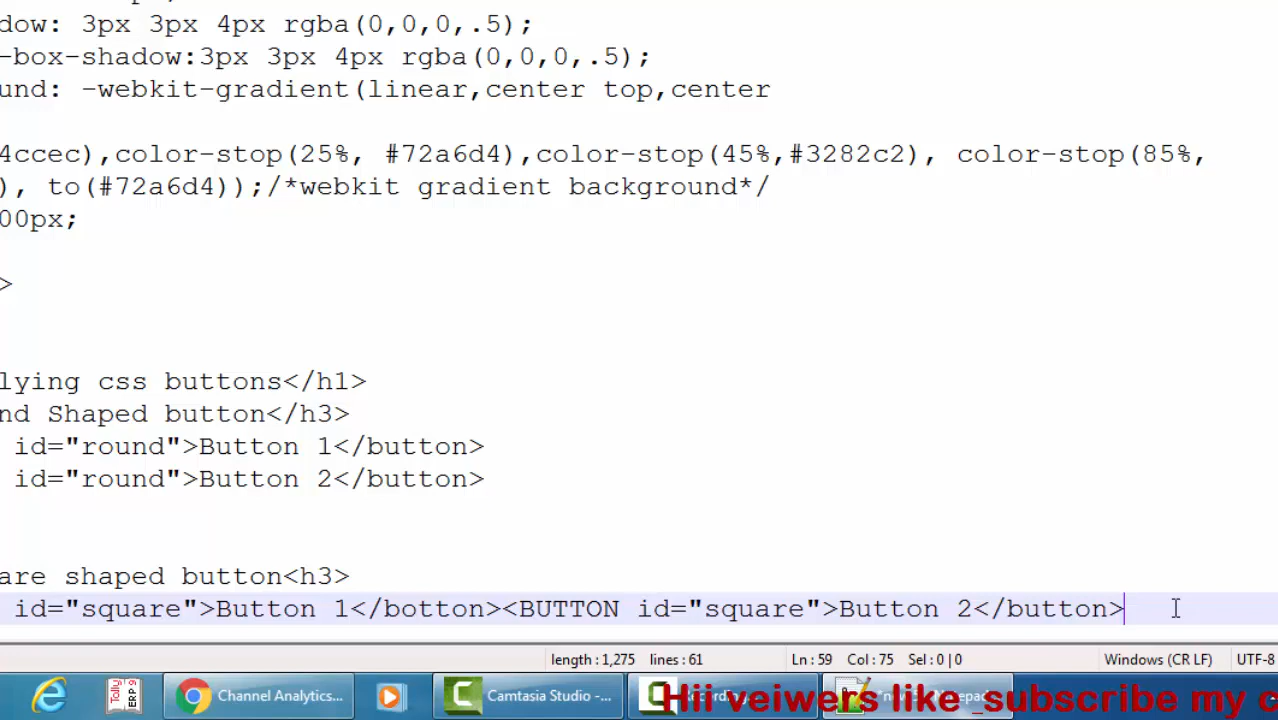 dow: 3px 3px 4px rgba(0,0,0,.5);
-box-shadow:3px 3px 4px rgba(0,0,0,.5);
und: -webkit-gradient(linear,center top,center
4ccec),color-stop(25%, #72a6d4),color-stop(45%,#3282c2), color-stop(85%,
), to(#72a6d4));/*webkit gradient background*/
00px;
>
lying css buttons</h1>
nd Shaped button</h3>
id="round">Button 1</button>
id="round">Button 2</button>
are shaped button<h3>
id="square">Button 1</botton><BUTTON id="square">Button 2</button>
length : 1,275 lines : 61 Ln : 59 Col : 75 Sel : 0 | 0 Windows (CR LF) UTF-8
Tally ERP 9 Channel Analytics... Camtasia Studio -...
Hii veiwers like _subscribe my c